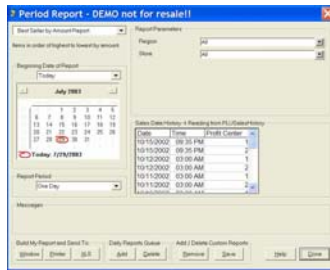 Period Report - DEMO not for resale!!
Best Seller by Amount Report
Items in order of highest to lowest by amount
Beginning Date of Report
Today
July 2003
1 2 3 4 5
6 7 8 9 10 11 12
13 14 15 16 17 18 19
20 21 22 23 24 25 26
27 28 29 30 31
Today: 7/29/2003
Report Period
One Day
Report Parameters
Region All
Store All
Sales Date History -> Reading from PLUSalesHistory
Date Time Profit Center
10/15/2002 09:35 PM 1
10/15/2002 09:35 PM 2
10/12/2002 03:00 AM 1
10/12/2002 03:00 AM 2
10/11/2002 03:00 AM 1
10/11/2002 03:00 AM 2
Messages
Build My Report and Send To:
Window Printer XLS
Daily Reports Queue
Add Delete
Add / Delete Custom Reports
Remove Save
Help Close